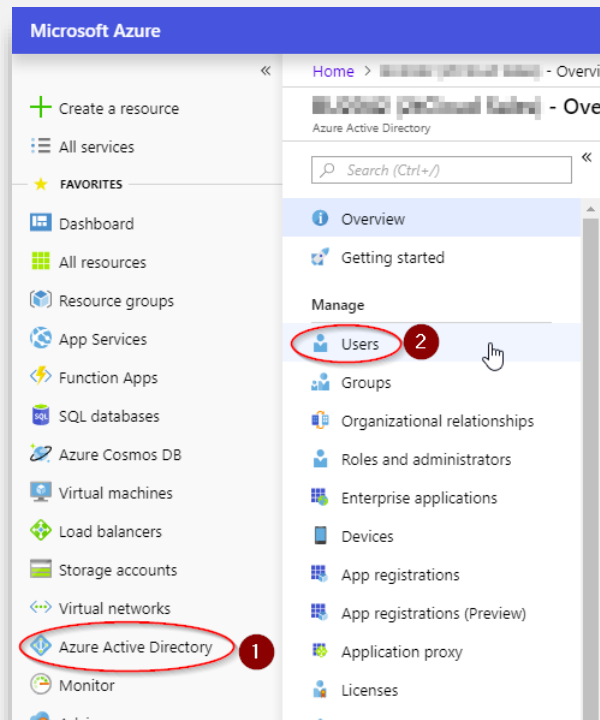 Microsoft Azure
«
Create a resource
All services
FAVORITES
Dashboard
All resources
Resource groups
App Services
Function Apps
SQL databases
Azure Cosmos DB
Virtual machines
Load balancers
Storage accounts
Virtual networks
Azure Active Directory
1
Monitor
Home > - Overvi
- Ove
Azure Active Directory
Search (Ctrl+/)
«
Overview
Getting started
Manage
Users
2
Groups
Organizational relationships
Roles and administrators
Enterprise applications
Devices
App registrations
App registrations (Preview)
Application proxy
Licenses